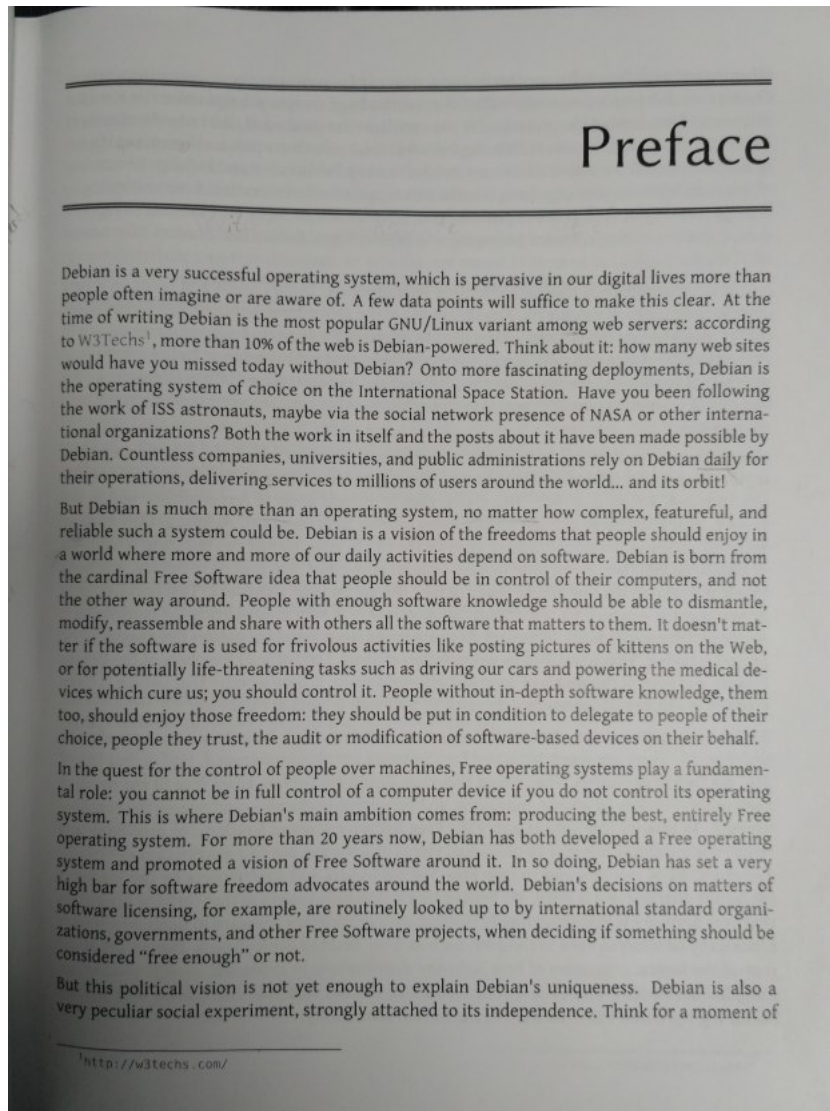 Preface
Debian is a very successful operating system, which is pervasive in our digital lives more than
people often imagine or are aware of. A few data points will suffice to make this clear. At the
time of writing Debian is the most popular GNU/Linux variant among web servers: according
to W3Techs¹, more than 10% of the web is Debian-powered. Think about it: how many web sites
would have you missed today without Debian? Onto more fascinating deployments, Debian is
the operating system of choice on the International Space Station. Have you been following
the work of ISS astronauts, maybe via the social network presence of NASA or other interna-
tional organizations? Both the work in itself and the posts about it have been made possible by
Debian. Countless companies, universities, and public administrations rely on Debian daily for
their operations, delivering services to millions of users around the world... and its orbit!
But Debian is much more than an operating system, no matter how complex, featureful, and
reliable such a system could be. Debian is a vision of the freedoms that people should enjoy in
a world where more and more of our daily activities depend on software. Debian is born from
the cardinal Free Software idea that people should be in control of their computers, and not
the other way around. People with enough software knowledge should be able to dismantle,
modify, reassemble and share with others all the software that matters to them. It doesn't mat-
ter if the software is used for frivolous activities like posting pictures of kittens on the Web,
or for potentially life-threatening tasks such as driving our cars and powering the medical de-
vices which cure us; you should control it. People without in-depth software knowledge, them
too, should enjoy those freedom: they should be put in condition to delegate to people of their
choice, people they trust, the audit or modification of software-based devices on their behalf.
In the quest for the control of people over machines, Free operating systems play a fundamen-
tal role: you cannot be in full control of a computer device if you do not control its operating
system. This is where Debian's main ambition comes from: producing the best, entirely Free
operating system. For more than 20 years now, Debian has both developed a Free operating
system and promoted a vision of Free Software around it. In so doing, Debian has set a very
high bar for software freedom advocates around the world. Debian's decisions on matters of
software licensing, for example, are routinely looked up to by international standard organi-
zations, governments, and other Free Software projects, when deciding if something should be
considered “free enough” or not.
But this political vision is not yet enough to explain Debian's uniqueness. Debian is also a
very peculiar social experiment, strongly attached to its independence. Think for a moment of
¹http://w3techs.com/